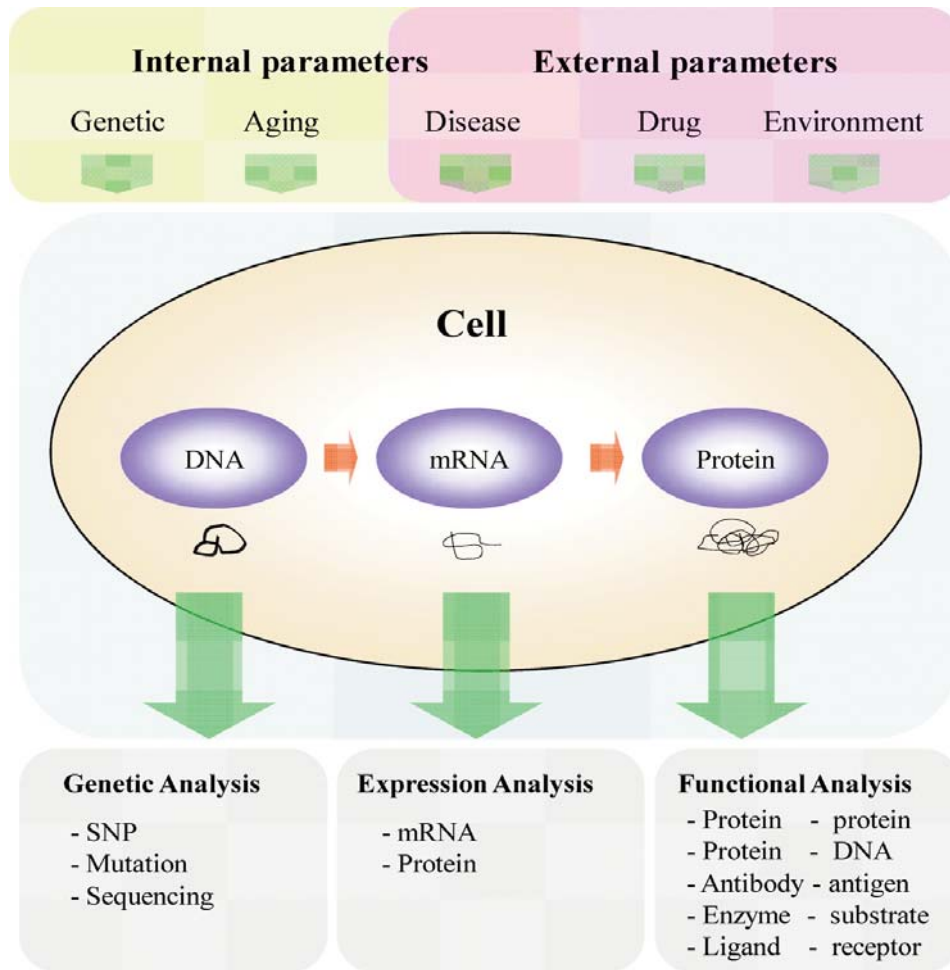 Internal parameters External parameters
Genetic Aging Disease Drug Environment
Cell
DNA mRNA Protein
Genetic Analysis
- SNP
- Mutation
- Sequencing
Expression Analysis
- mRNA
- Protein
Functional Analysis
- Protein - protein
- Protein - DNA
- Antibody - antigen
- Enzyme - substrate
- Ligand - receptor